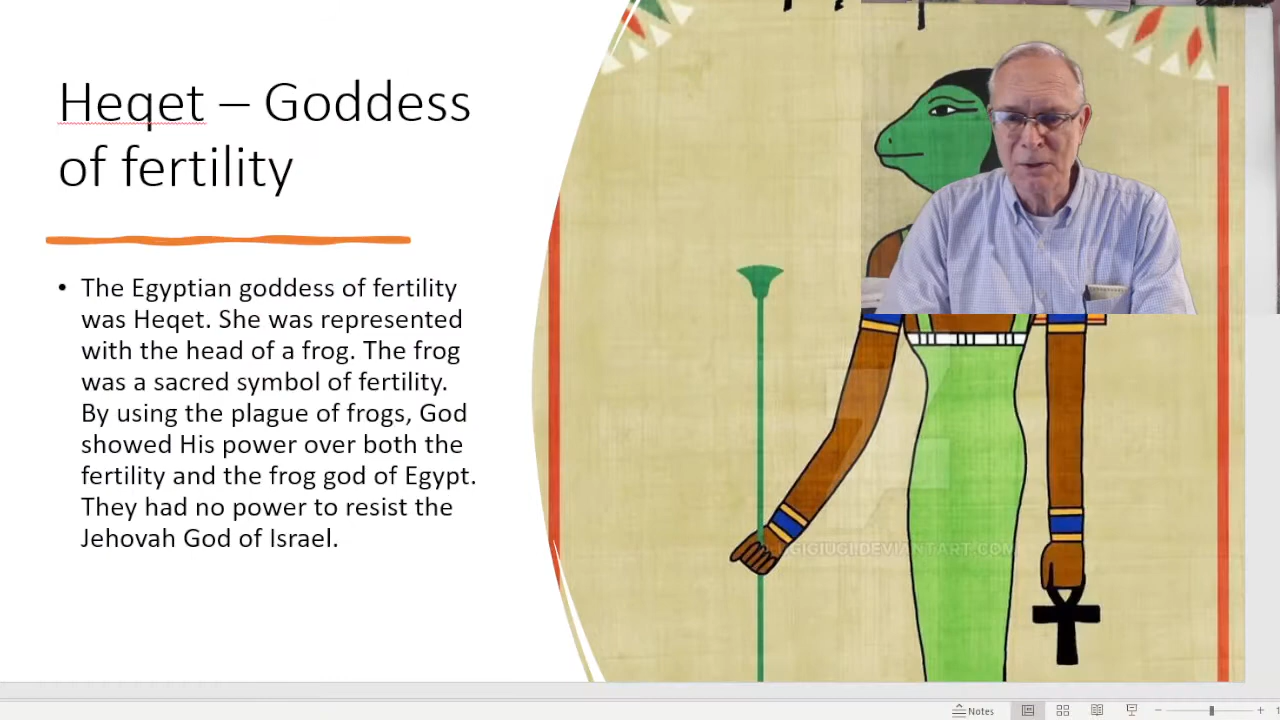 Heqet – Goddess
of fertility
• The Egyptian goddess of fertility
was Heqet. She was represented
with the head of a frog. The frog
was a sacred symbol of fertility.
By using the plague of frogs, God
showed His power over both the
fertility and the frog god of Egypt.
They had no power to resist the
Jehovah God of Israel.
Notes